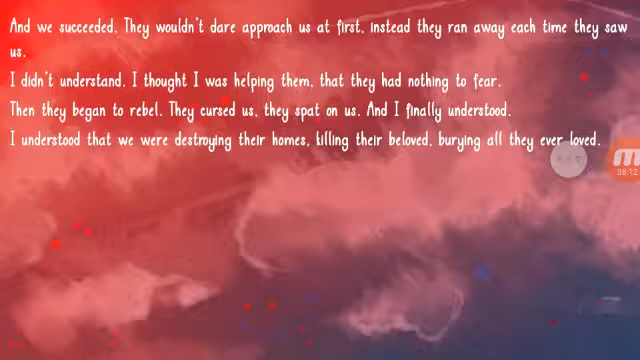 And we succeeded. They wouldn't dare approach us at first, instead they ran away each time they saw
us.
I didn't understand. I thought I was helping them, that they had nothing to fear.
Then they began to rebel. They cursed us, they spat on us. And I finally understood.
I understood that we were destroying their homes, killing their beloved, burying all they ever loved.
38:12